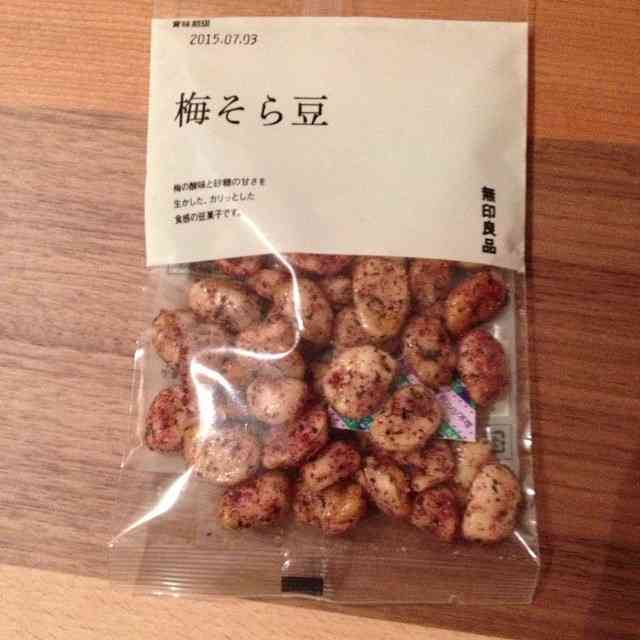 賞味期限
2015.07.03
梅そら豆
梅の酸味と砂糖の甘さを
生かした、カリッとした
食感の豆菓子です。
無印良品